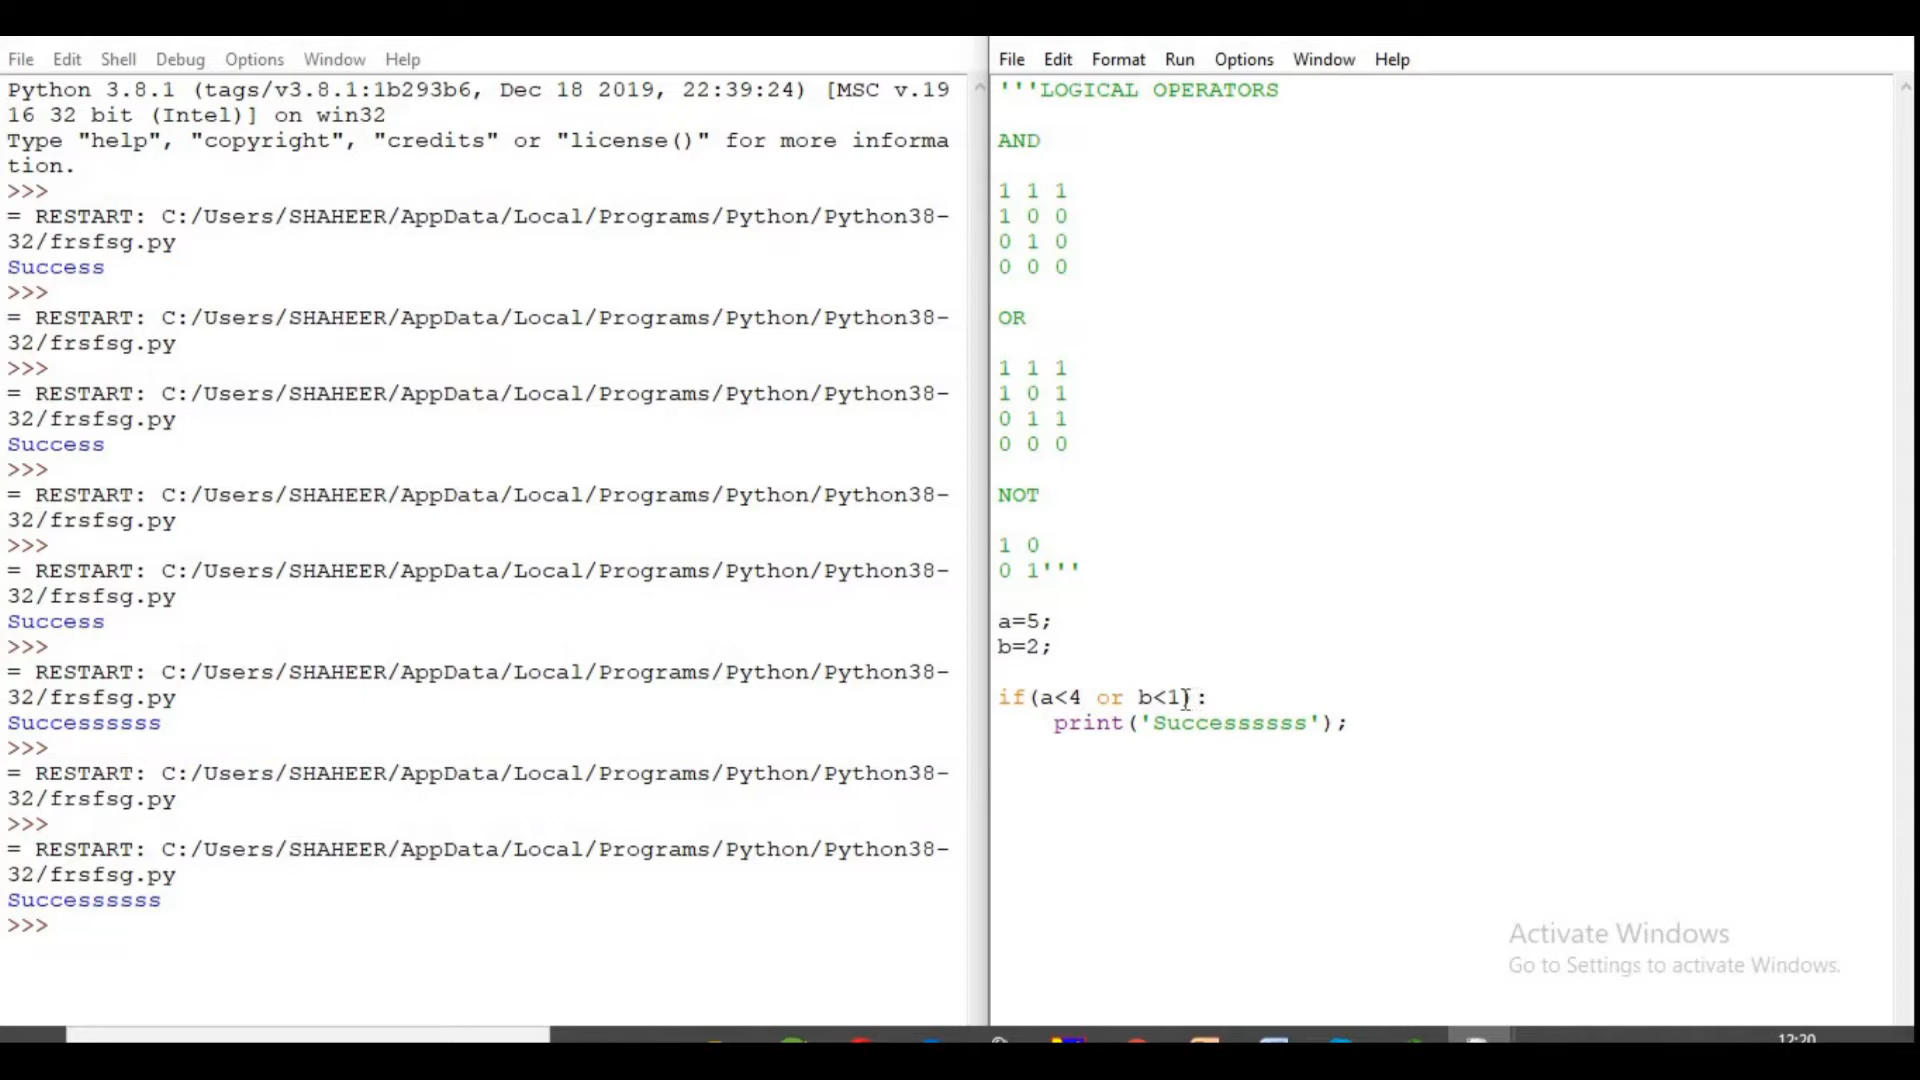 File Edit Shell Debug Options Window Help
Python 3.8.1 (tags/v3.8.1:1b293b6, Dec 18 2019, 22:39:24) [MSC v.19
16 32 bit (Intel)] on win32
Type "help", "copyright", "credits" or "license()" for more informa
tion.
>>>
= RESTART: C:/Users/SHAHEER/AppData/Local/Programs/Python/Python38-
32/frsfsg.py
Success
>>>
= RESTART: C:/Users/SHAHEER/AppData/Local/Programs/Python/Python38-
32/frsfsg.py
>>>
= RESTART: C:/Users/SHAHEER/AppData/Local/Programs/Python/Python38-
32/frsfsg.py
Success
>>>
= RESTART: C:/Users/SHAHEER/AppData/Local/Programs/Python/Python38-
32/frsfsg.py
>>>
= RESTART: C:/Users/SHAHEER/AppData/Local/Programs/Python/Python38-
32/frsfsg.py
Success
>>>
= RESTART: C:/Users/SHAHEER/AppData/Local/Programs/Python/Python38-
32/frsfsg.py
Successssss
>>>
= RESTART: C:/Users/SHAHEER/AppData/Local/Programs/Python/Python38-
32/frsfsg.py
>>>
= RESTART: C:/Users/SHAHEER/AppData/Local/Programs/Python/Python38-
32/frsfsg.py
Successssss
>>>
File Edit Format Run Options Window Help
'''LOGICAL OPERATORS
AND
1 1 1
1 0 0
0 1 0
0 0 0
OR
1 1 1
1 0 1
0 1 1
0 0 0
NOT
1 0
0 1'''
a=5;
b=2;
if(a<4 or b<1):
print('Successssss');
Activate Windows
Go to Settings to activate Windows.
12:20